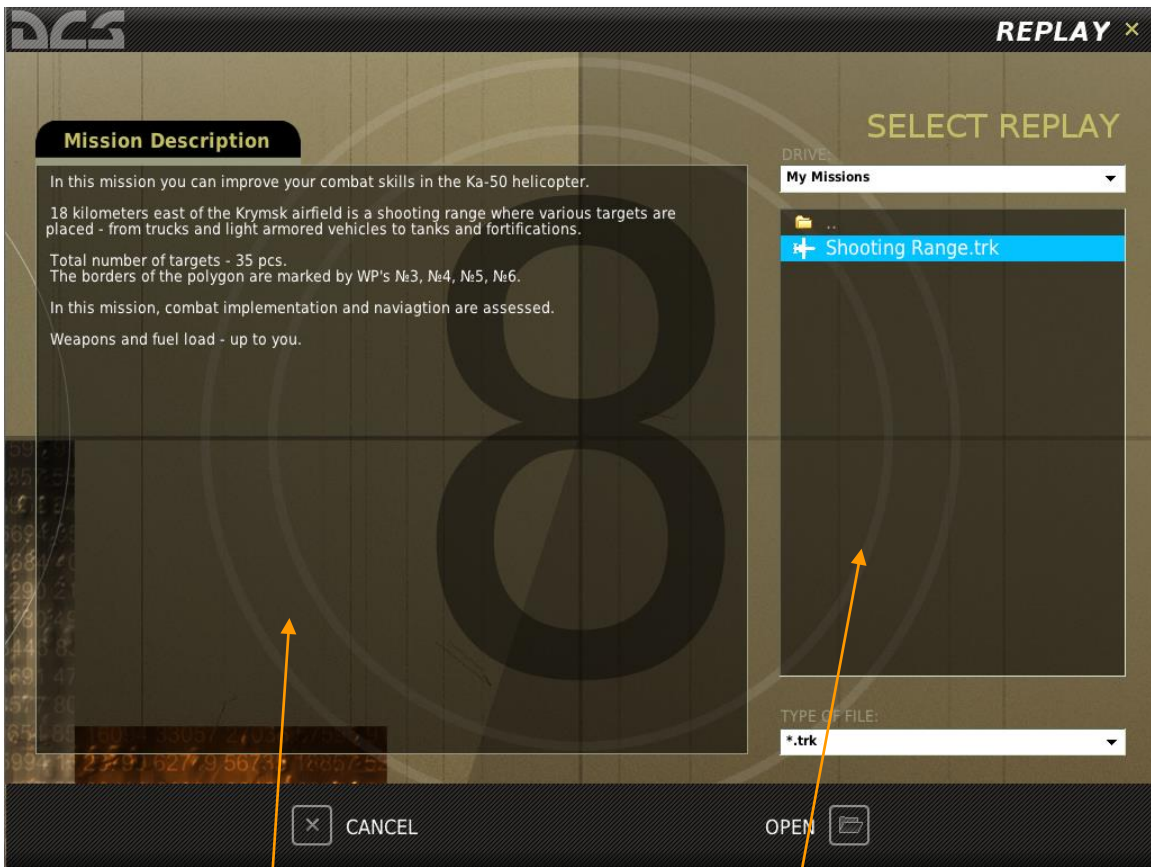 DCS
REPLAY
SELECT REPLAY
Mission Description
DRIVE:
My Missions
In this mission you can improve your combat skills in the Ka-50 helicopter.
18 kilometers east of the Krymsk airfield is a shooting range where various targets are
placed - from trucks and light armored vehicles to tanks and fortifications.
Total number of targets - 35 pcs.
The borders of the polygon are marked by WP's №3, №4, №5, №6.
In this mission, combat implementation and naviagtion are assessed.
Weapons and fuel load - up to you.
..
Shooting Range.trk
8
TYPE OF FILE:
*.trk
CANCEL
OPEN